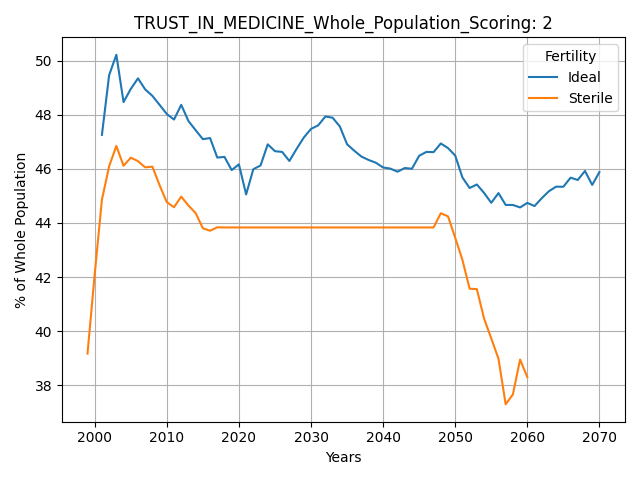 TRUST_IN_MEDICINE_Whole_Population_Scoring: 2
Fertility
Ideal
Sterile
% of Whole Population
50
48
46
44
42
40
38
2000 2010 2020 2030 2040 2050 2060 2070
Years